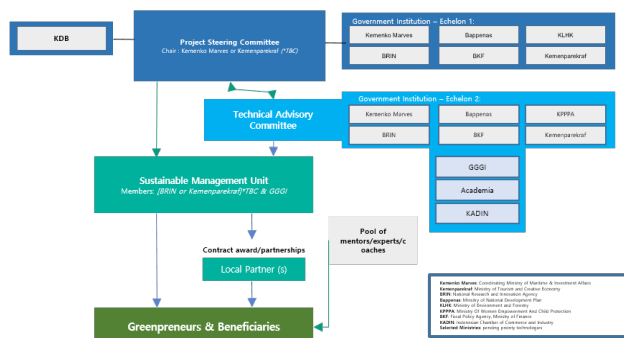 KDB
Project Steering Committee
Chair : Kemenko Marves or Kemenparekraf (*TBC)
Government Institution – Echelon 1:
Kemenko Marves
Bappenas
KLHK
BRIN
BKF
Kemenparekraf
Technical Advisory
Committee
Government Institution – Echelon 2:
Kemenko Marves
Bappenas
KPPPA
BRIN
BKF
Kemenparekraf
GGGI
Academia
KADIN
Sustainable Management Unit
Members: [BRIN or Kemenparekraf]*TBC & GGGI
Pool of
mentors/experts/c
oaches
Contract award/partnerships
Local Partner (s)
Greenpreneurs & Beneficiaries
Kemenko Marves: Coordinating Ministry of Maritime & Investment Affairs
Kemenparekraf: Ministry of Tourism and Creative Economy
BRIN: National Research and Innovation Agency
Bappenas: Ministry of National Development Plan
KLHK: Ministry of Environment and Forestry
KPPPA: Ministry Of Women Empowerment And Child Protection
BKF: Fiscal Policy Agency, Ministry of Finance
KADIN: Indonesian Chamber of Commerce and Industry
Selected Ministries: pending priority technologies